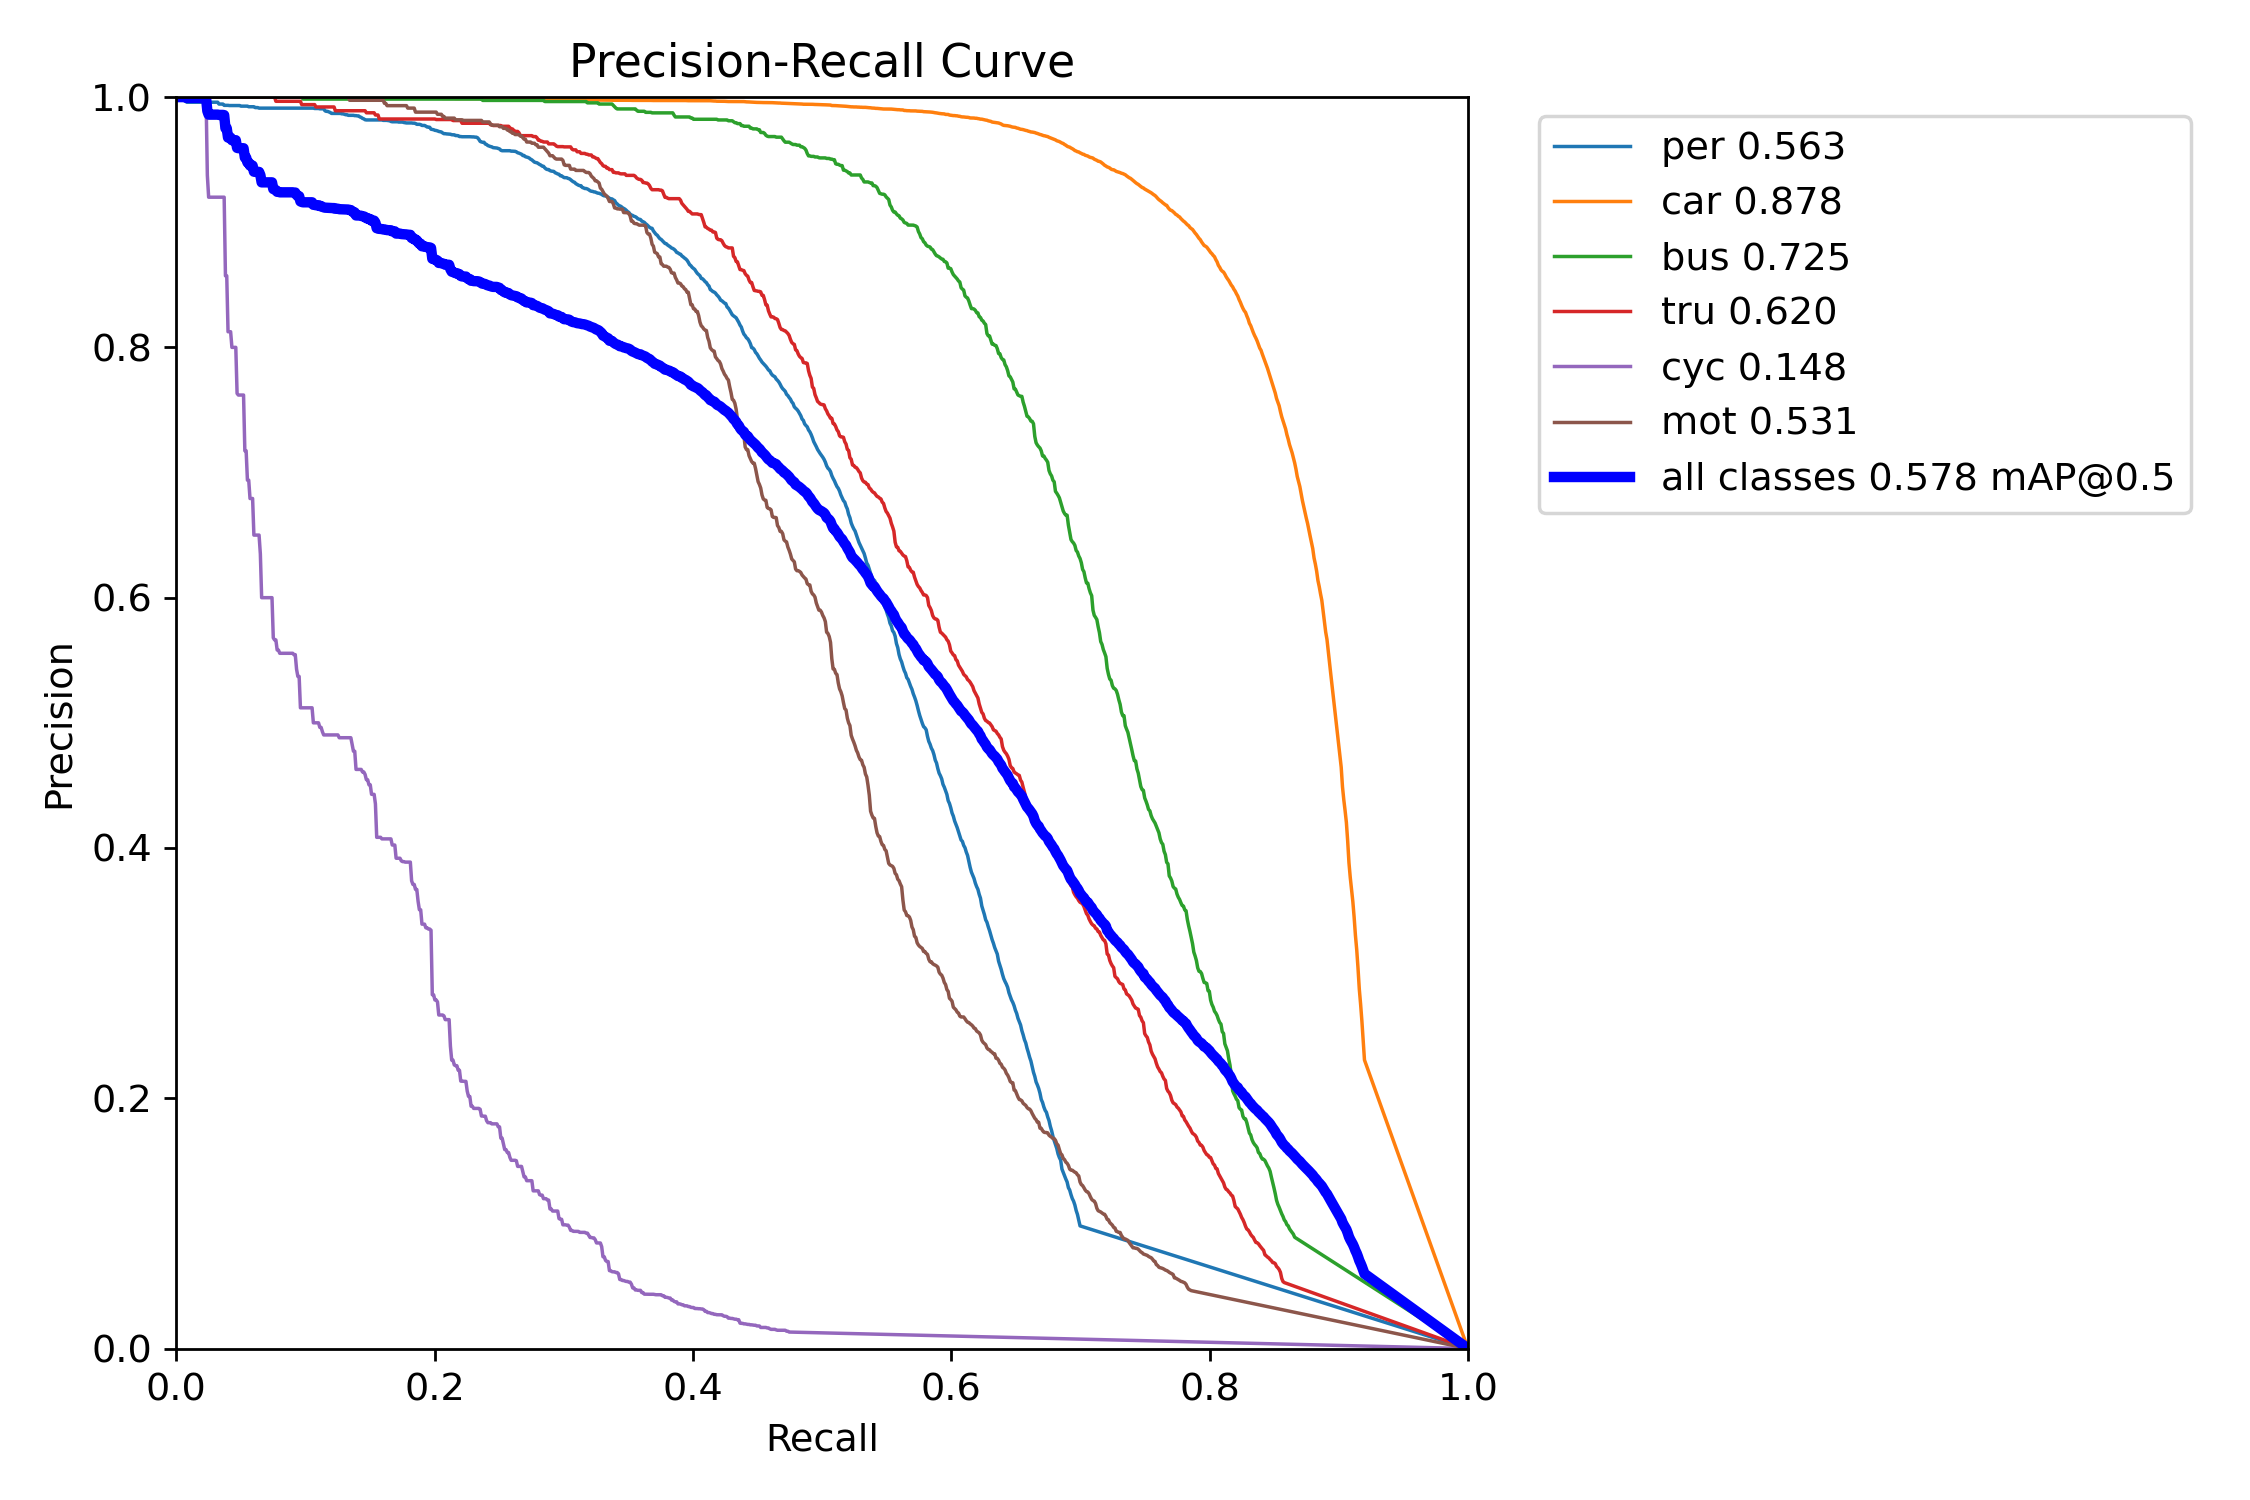 Precision-Recall Curve
1.0
0.8
0.6
0.4
0.2
0.0
Precision
0.0 0.2 0.4 0.6 0.8 1.0
Recall
per 0.563
car 0.878
bus 0.725
tru 0.620
cyc 0.148
mot 0.531
all classes 0.578 mAP@0.5